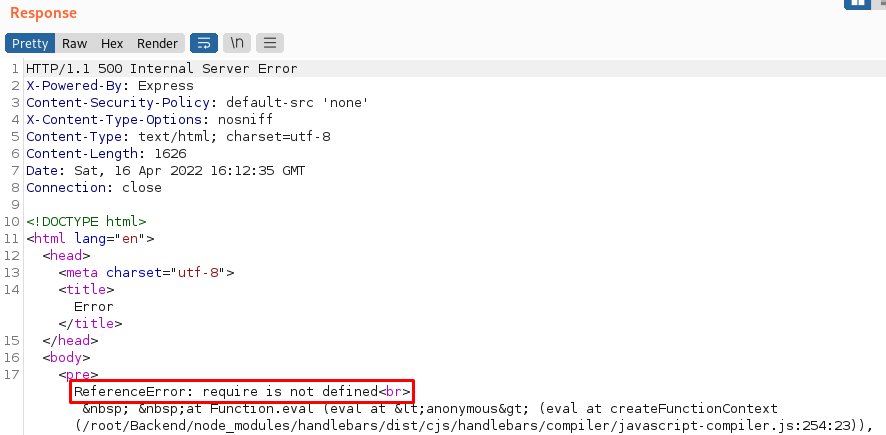 Response
Pretty Raw Hex Render \n
1 HTTP/1.1 500 Internal Server Error
2 X-Powered-By: Express
3 Content-Security-Policy: default-src 'none'
4 X-Content-Type-Options: nosniff
5 Content-Type: text/html; charset=utf-8
6 Content-Length: 1626
7 Date: Sat, 16 Apr 2022 16:12:35 GMT
8 Connection: close
9
10 <!DOCTYPE html>
11 <html lang="en">
12 <head>
13 <meta charset="utf-8">
14 <title>
Error
</title>
15 </head>
16 <body>
17 <pre>
ReferenceError: require is not defined<br>
&nbsp; &nbsp;at Function.eval (eval at &lt;anonymous&gt; (eval at createFunctionContext
(/root/Backend/node_modules/handlebars/dist/cjs/handlebars/compiler/javascript-compiler.js:254:23)),